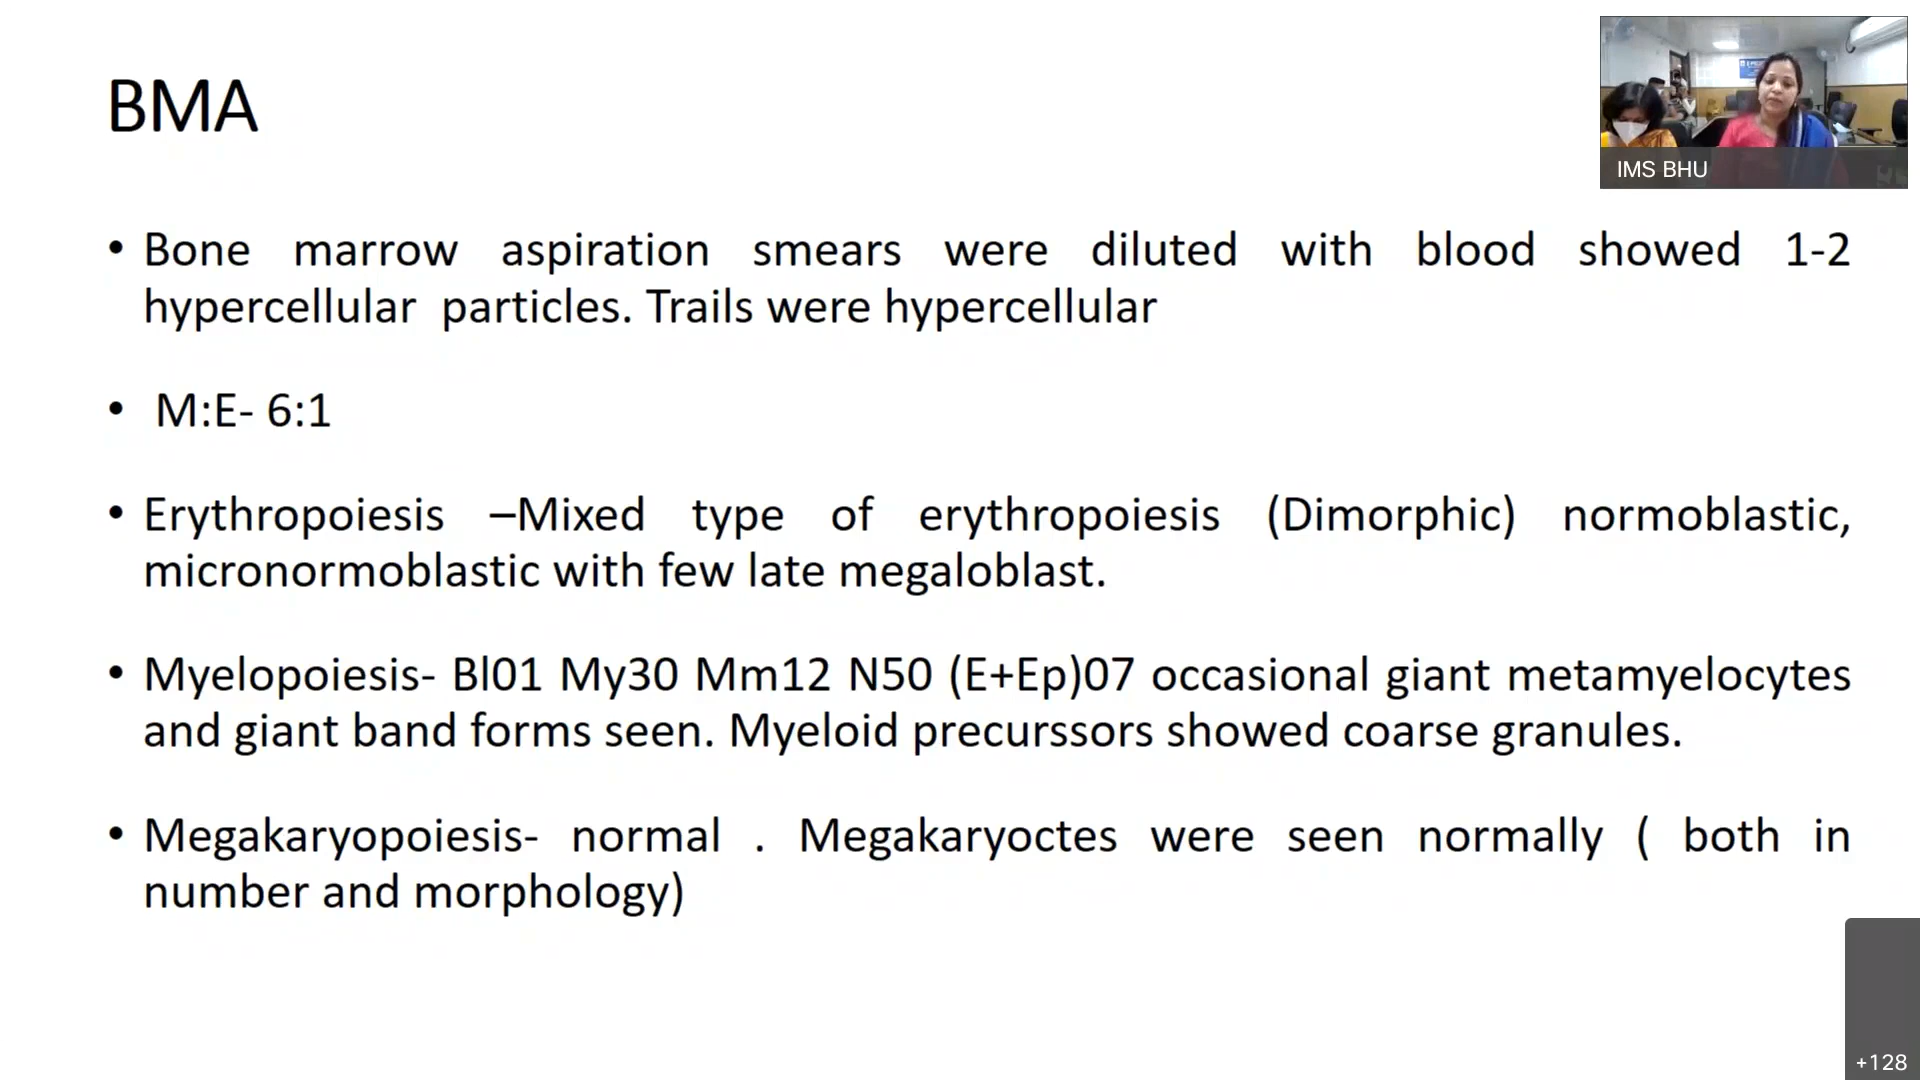 BMA
IMS BHU
• Bone marrow aspiration smears were diluted with blood showed 1-2
hypercellular particles. Trails were hypercellular
• M:E- 6:1
• Erythropoiesis –Mixed type of erythropoiesis (Dimorphic) normoblastic,
micronormoblastic with few late megaloblast.
• Myelopoiesis- Bl01 My30 Mm12 N50 (E+Ep)07 occasional giant metamyelocytes
and giant band forms seen. Myeloid precurssors showed coarse granules.
• Megakaryopoiesis- normal . Megakaryoctes were seen normally ( both in
number and morphology)
+128